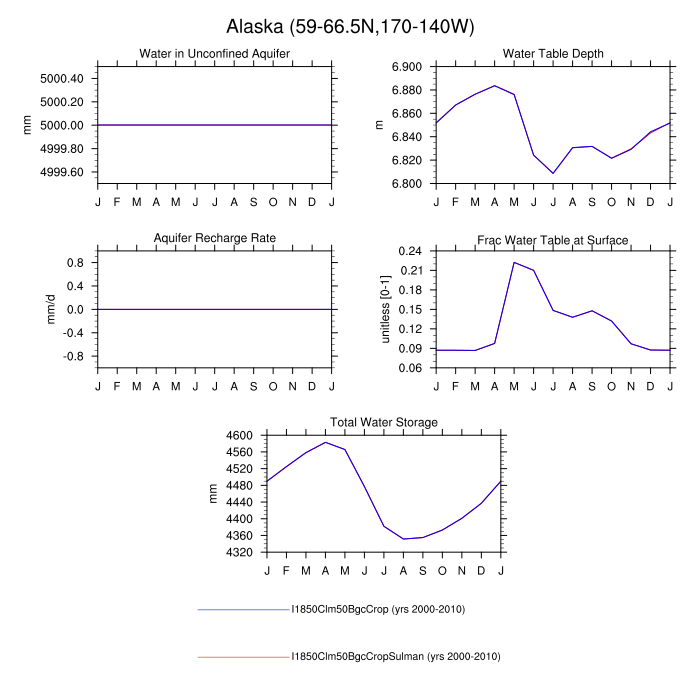 Alaska (59-66.5N,170-140W)
Water in Unconfined Aquifer
mm
5000.40
5000.20
5000.00
4999.80
4999.60
J F M A M J J A S O N D J
Water Table Depth
m
6.900
6.880
6.860
6.840
6.820
6.800
J F M A M J J A S O N D J
Aquifer Recharge Rate
mm/d
0.8
0.4
0.0
-0.4
-0.8
J F M A M J J A S O N D J
Frac Water Table at Surface
unitless [0-1]
0.24
0.21
0.18
0.15
0.12
0.09
0.06
J F M A M J J A S O N D J
Total Water Storage
mm
4600
4560
4520
4480
4440
4400
4360
4320
J F M A M J J A S O N D J
I1850Clm50BgcCrop (yrs 2000-2010)
I1850Clm50BgcCropSulman (yrs 2000-2010)